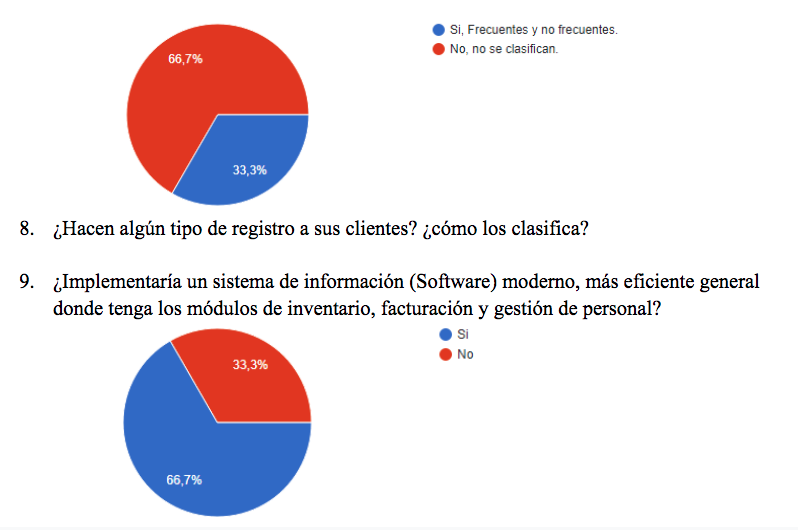 66,7%
33,3%
Si, Frecuentes y no frecuentes.
No, no se clasifican.
8. ¿Hacen algún tipo de registro a sus clientes? ¿cómo los clasifica?
9. ¿Implementaría un sistema de información (Software) moderno, más eficiente general
donde tenga los módulos de inventario, facturación y gestión de personal?
33,3%
66,7%
Si
No